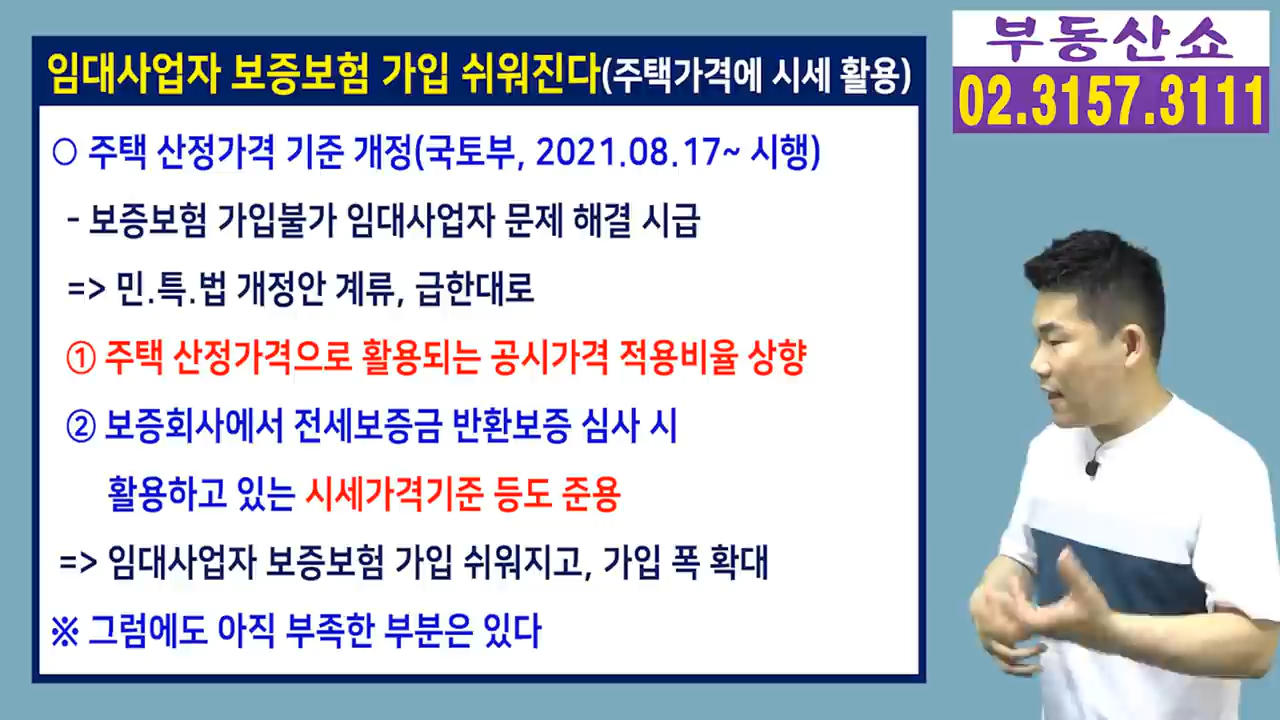 임대사업자 보증보험 가입 쉬워진다(주택가격에 시세 활용)
부동산쇼
02.3157.3111
○ 주택 산정가격 기준 개정(국토부, 2021.08.17~ 시행)
- 보증보험 가입불가 임대사업자 문제 해결 시급
=> 민.특.법 개정안 계류, 급한대로
① 주택 산정가격으로 활용되는 공시가격 적용비율 상향
② 보증회사에서 전세보증금 반환보증 심사 시
활용하고 있는 시세가격기준 등도 준용
=> 임대사업자 보증보험 가입 쉬워지고, 가입 폭 확대
※ 그럼에도 아직 부족한 부분은 있다